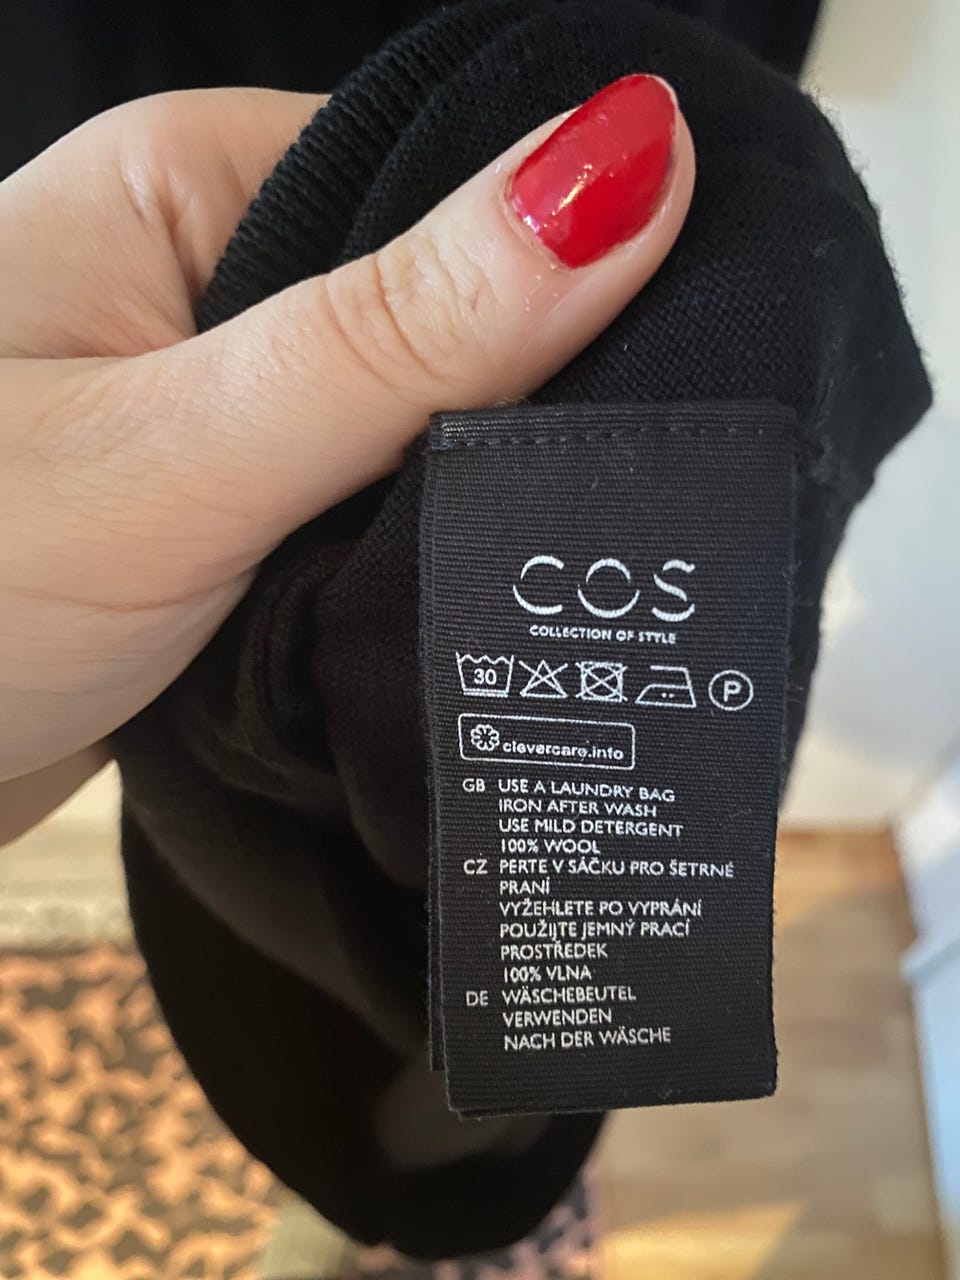 COS
COLLECTION OF STYLE
30
P
clevercare.info
GB USE A LAUNDRY BAG
IRON AFTER WASH
USE MILD DETERGENT
100% WOOL
CZ PERTE V SÁČKU PRO ŠETRNÉ
PRANÍ
VYŽEHLETE PO VYPRÁNÍ
POUŽIJTE JEMNÝ PRACÍ
PROSTŘEDEK
100% VLNA
DE WÄSCHEBEUTEL
VERWENDEN
NACH DER WÄSCHE